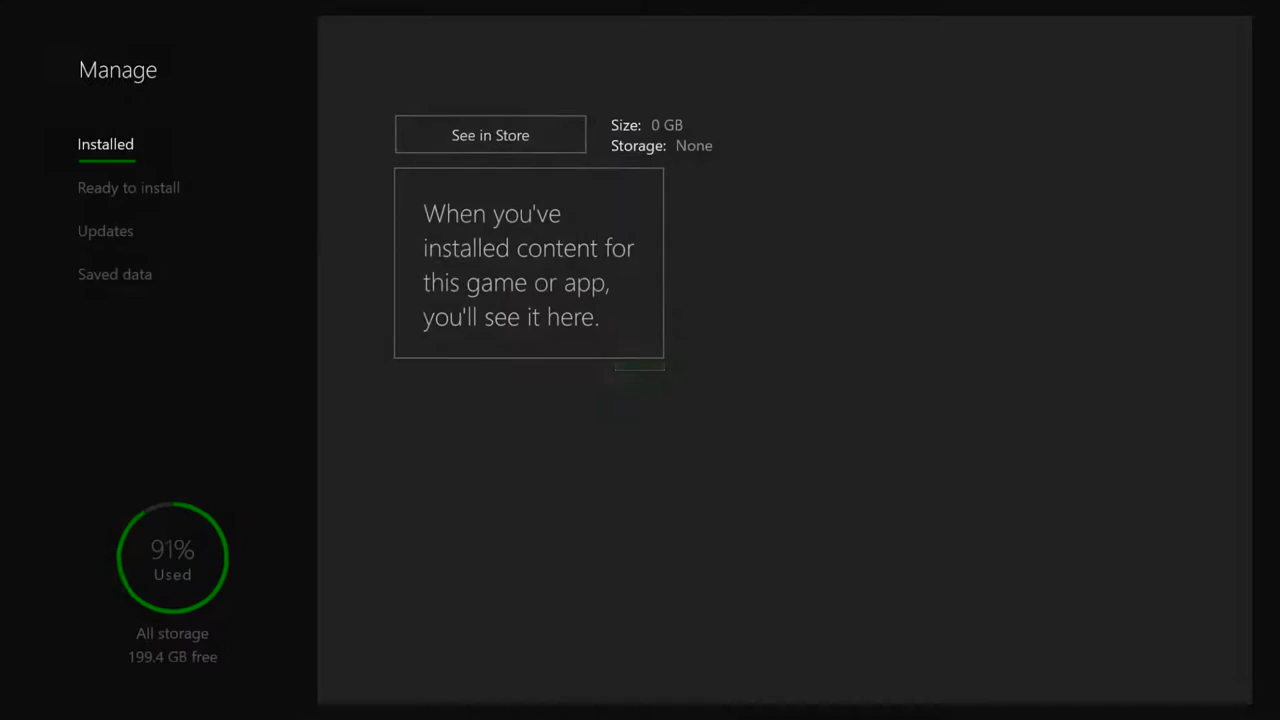 Manage
Installed
Ready to install
Updates
Saved data
91%
Used
All storage
199.4 GB free
See in Store
Size: 0 GB
Storage: None
When you've
installed content for
this game or app,
you'll see it here.